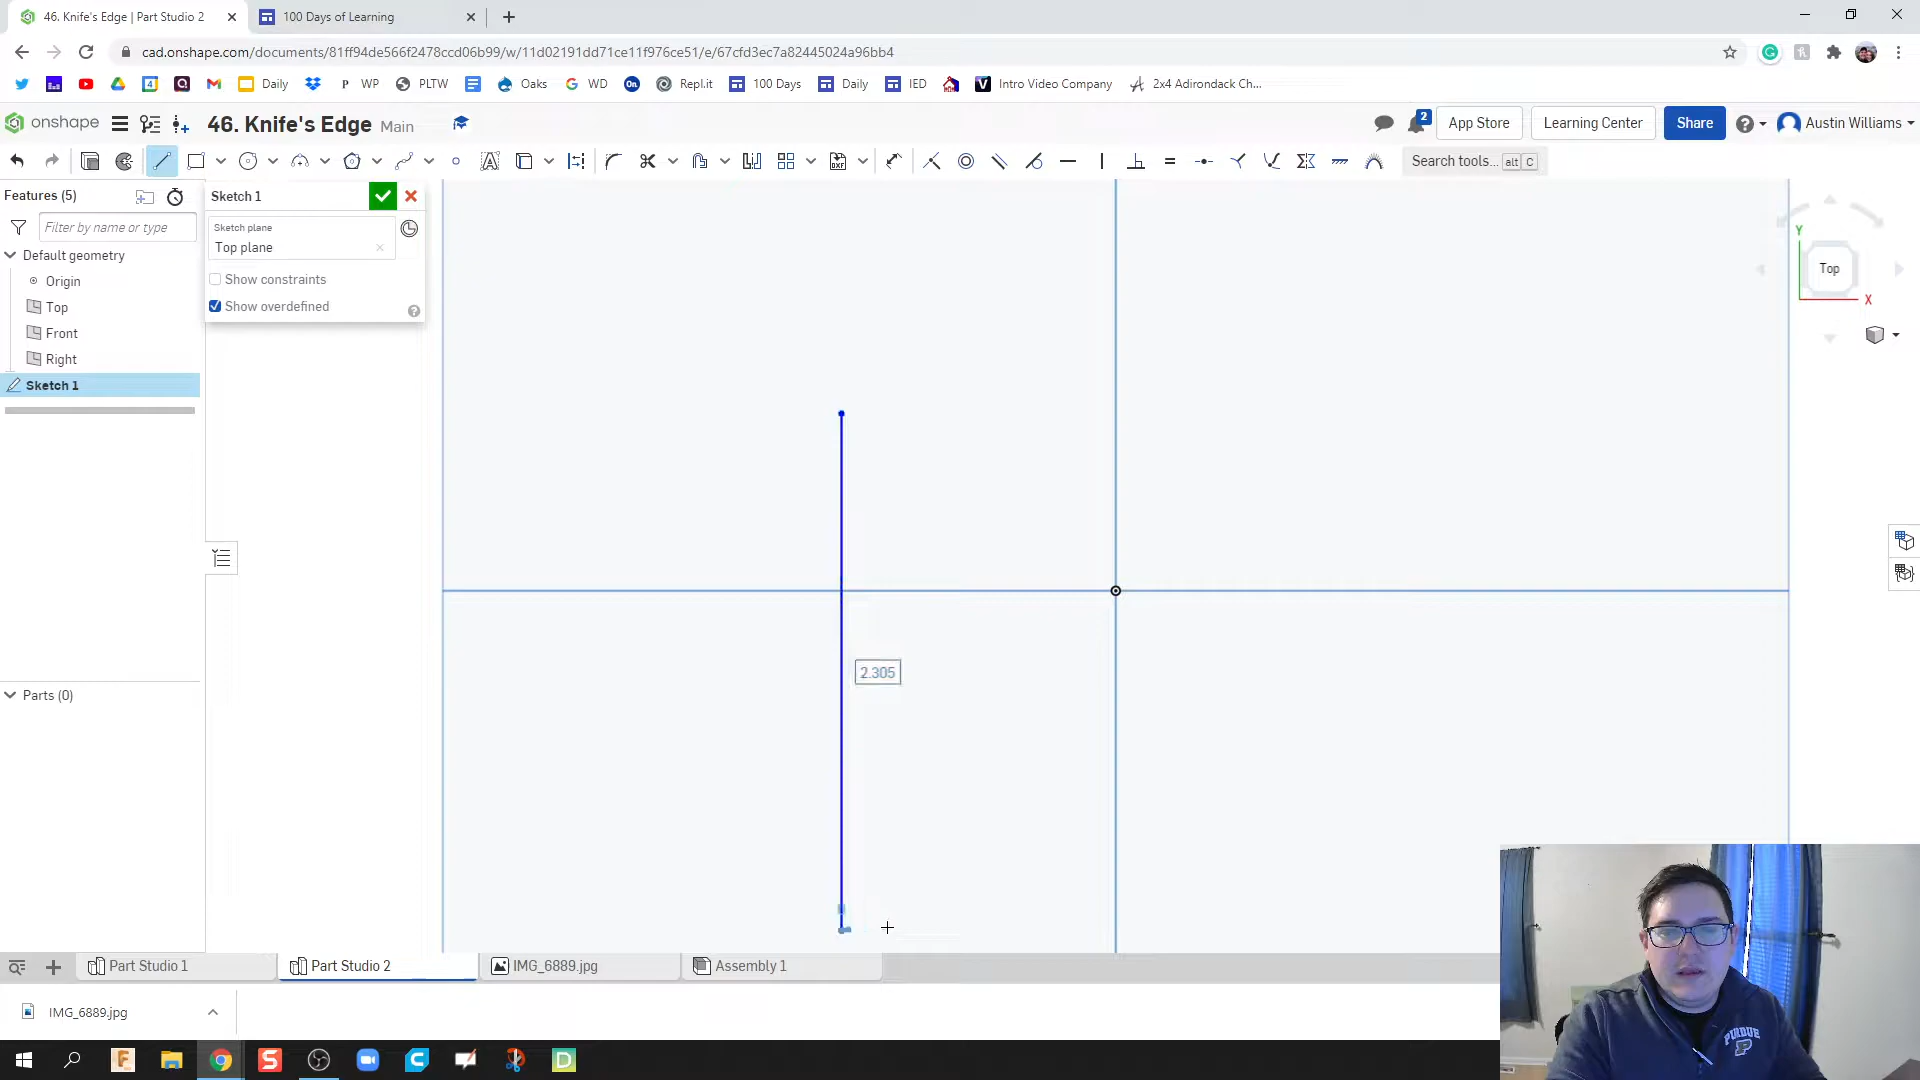 46. Knife's Edge | Part Studio 2
100 Days of Learning
cad.onshape.com/documents/81ff94de566f2478ccd06b99/w/11d02191dd71ce11f976ce51/e/67cfd3ec7a82445024a96bb4
Daily
P WP
PLTW
Oaks
WD
Repl.it
100 Days
Daily
IED
Intro Video Company
2x4 Adirondack Ch...
onshape
46. Knife's Edge Main
2
App Store
Learning Center
Share
Austin Williams
Search tools... alt C
Features (5)
Filter by name or type
Default geometry
Origin
Top
Front
Right
Sketch 1
Parts (0)
Sketch 1
Sketch plane
Top plane
Show constraints
Show overdefined
2.305
Y
Top
X
Part Studio 1
Part Studio 2
IMG_6889.jpg
Assembly 1
IMG_6889.jpg
PURDUE
P